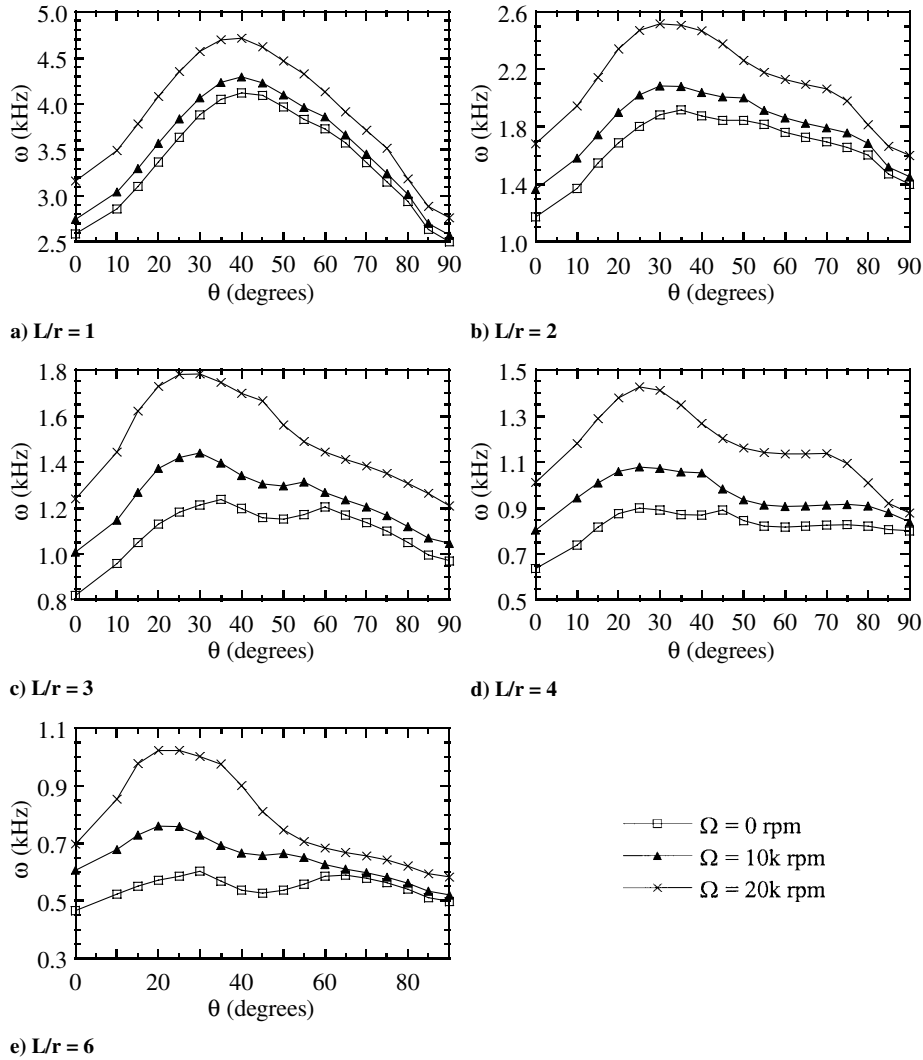 5.0
4.5
4.0
3.5
3.0
2.5
ω (kHz)
0 10 20 30 40 50 60 70 80 90
θ (degrees)
a) L/r = 1
2.6
2.2
1.8
1.4
1.0
ω (kHz)
0 10 20 30 40 50 60 70 80 90
θ (degrees)
b) L/r = 2
1.8
1.6
1.4
1.2
1.0
0.8
ω (kHz)
0 10 20 30 40 50 60 70 80 90
θ (degrees)
c) L/r = 3
1.5
1.3
1.1
0.9
0.7
0.5
ω (kHz)
0 10 20 30 40 50 60 70 80 90
θ (degrees)
d) L/r = 4
1.1
0.9
0.7
0.5
0.3
ω (kHz)
0 20 40 60 80
θ (degrees)
e) L/r = 6
Ω = 0 rpm
Ω = 10k rpm
Ω = 20k rpm